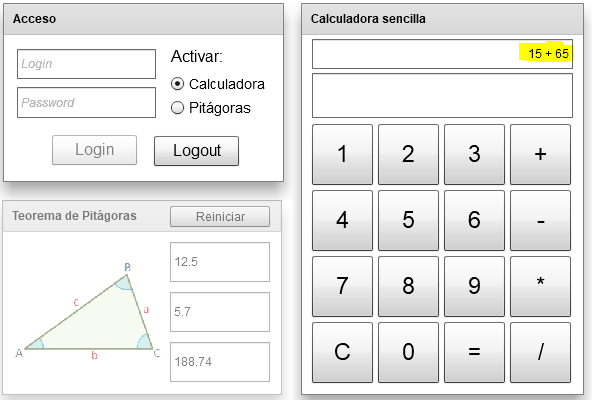 Acceso
Login
Password
Activar:
Calculadora
Pitágoras
Login
Logout
Teorema de Pitágoras
Reiniciar
B
c
a
A
b
C
12.5
5.7
188.74
Calculadora sencilla
15 + 65
1 2 3 +
4 5 6 -
7 8 9 *
C 0 = /